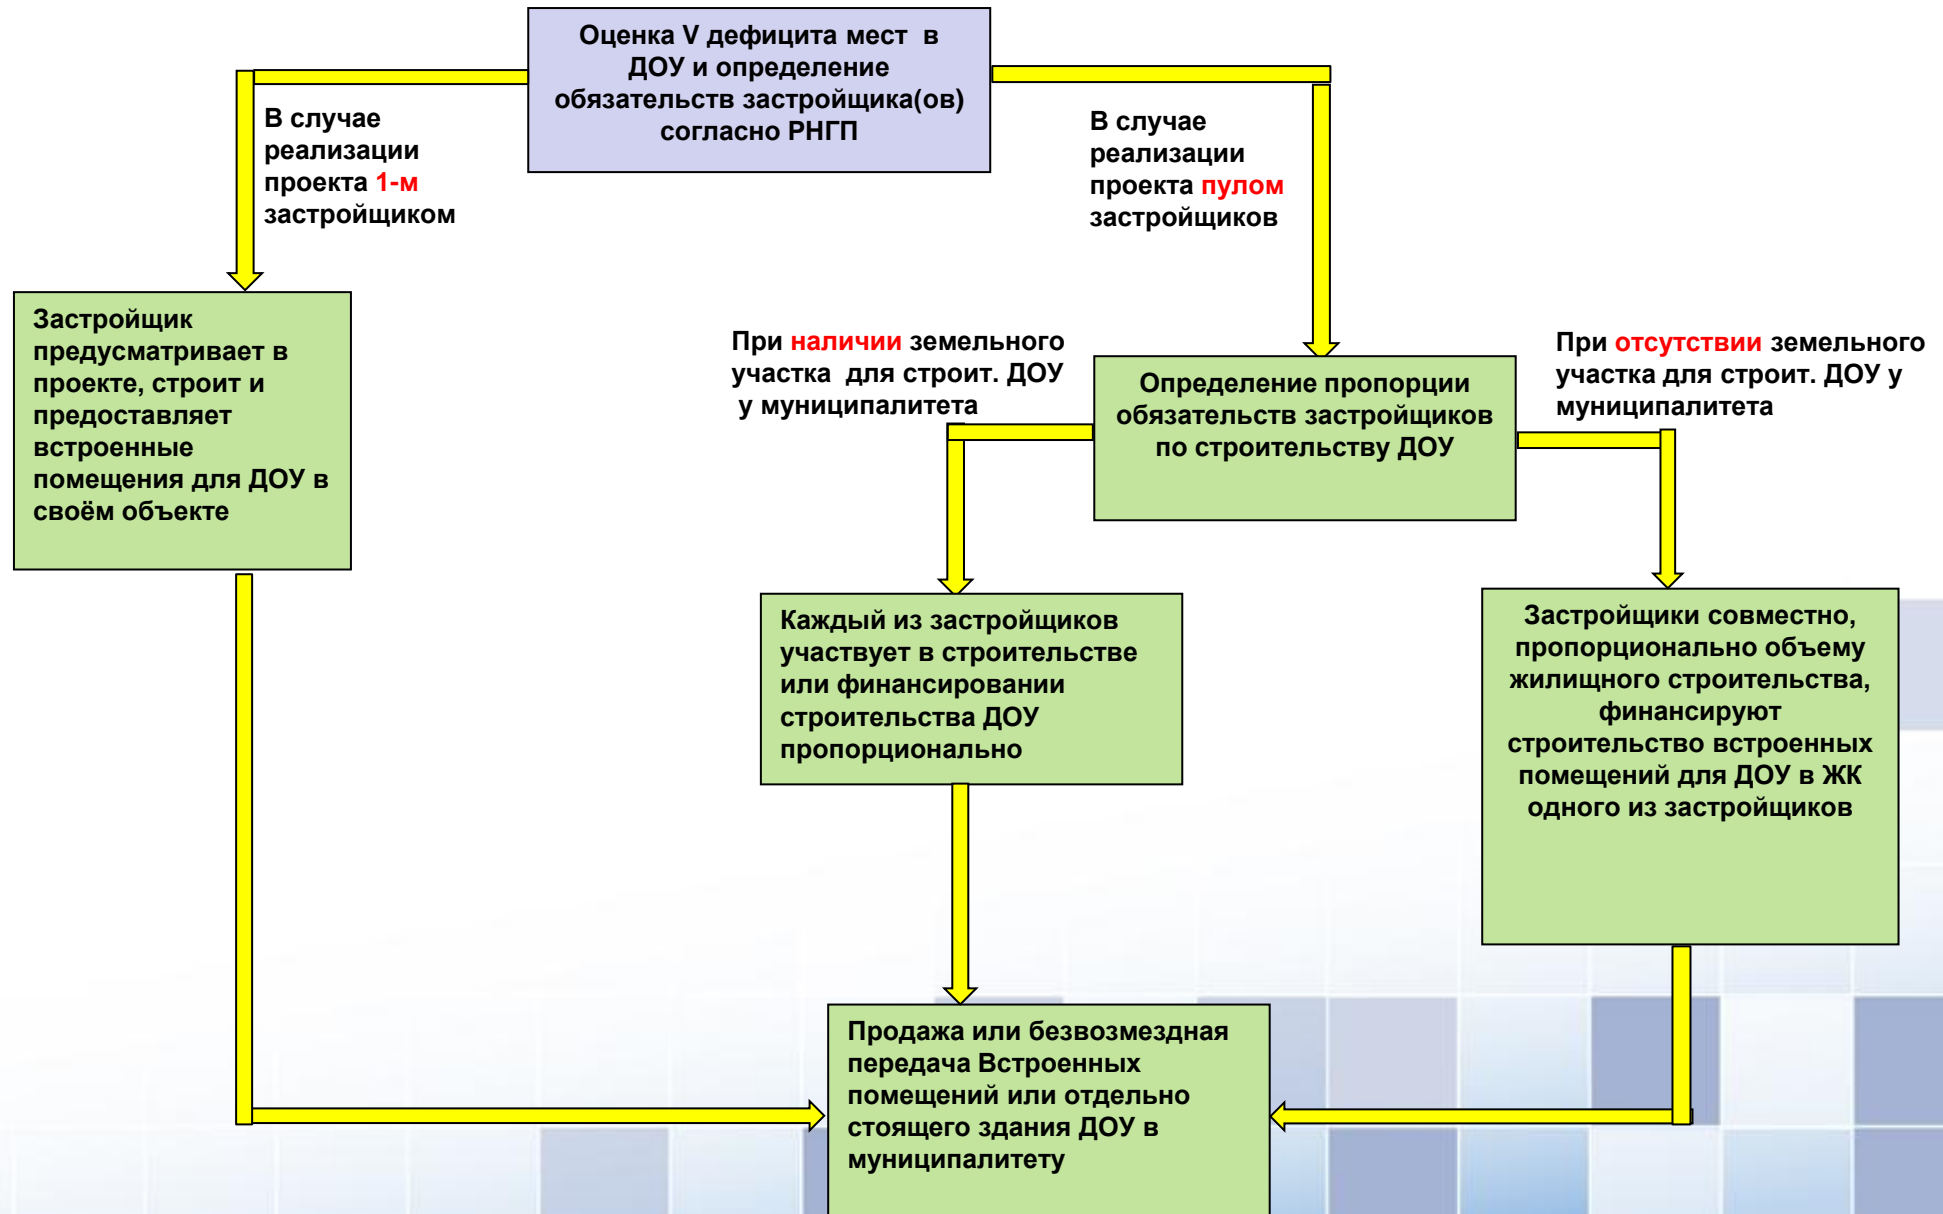 Оценка V дефицита мест  в
ДОУ и определение
обязательств застройщика(ов)
согласно РНГП
В случае
реализации
проекта 1-м
застройщиком
В случае
реализации
проекта пулом
застройщиков
Застройщик
предусматривает в
проекте, строит и
предоставляет
встроенные
помещения для ДОУ в
своём объекте
При наличии земельного
участка  для строит. ДОУ
у муниципалитета
Определение пропорции
обязательств застройщиков
по строительству ДОУ
При отсутствии земельного
участка для строит. ДОУ у
муниципалитета
Каждый из застройщиков
участвует в строительстве
или финансировании
строительства ДОУ
пропорционально
Застройщики совместно,
пропорционально объему
жилищного строительства,
финансируют
строительство встроенных
помещений для ДОУ в ЖК
одного из застройщиков
Продажа или безвозмездная
передача Встроенных
помещений или отдельно
стоящего здания ДОУ в
муниципалитету